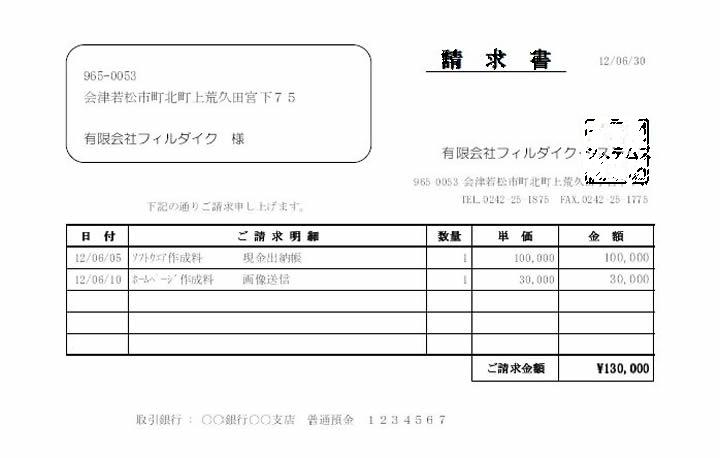 請求書
12/06/30
965-0053
会津若松市町北町上荒久田宮下75
有限会社フィルダイク 様
有限会社フィルダイク・システムズ
965-0053 会津若松市町北町上荒久
TEL.0242-25-1875 FAX.0242-25-1775
下記の通りご請求申し上げます。
日 付 ご 請 求 明 細 数量 単 価 金 額
12/06/05 ソフトウエア作成料 現金出納帳 1 100,000 100,000
12/06/10 ホームページ作成料 画像送信 1 30,000 30,000
ご請求金額 ¥130,000
取引銀行： 〇〇銀行〇〇支店 普通預金 1234567